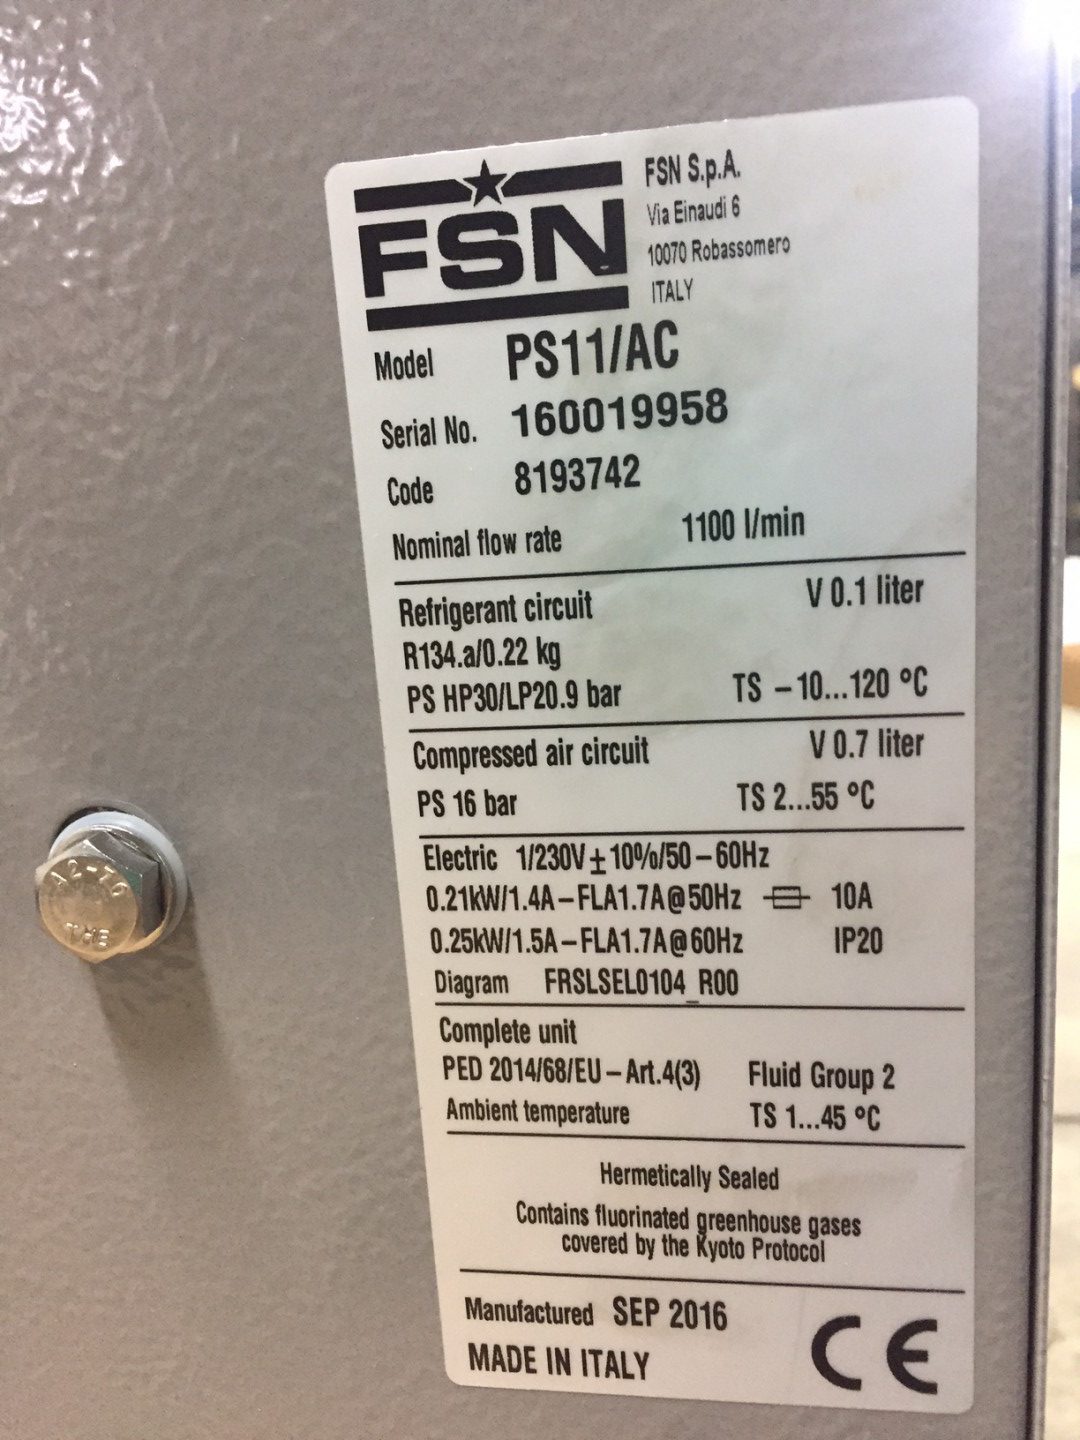 FSN
FSN S.p.A.
Via Einaudi 6
10070 Robassomero
ITALY
Model PS11/AC
Serial No. 160019958
Code 8193742
Nominal flow rate 1100 l/min
Refrigerant circuit V 0.1 liter
R134.a/0.22 kg
PS HP30/LP20.9 bar TS –10...120 °C
Compressed air circuit V 0.7 liter
PS 16 bar TS 2...55 °C
Electric 1/230V±10%/50–60Hz
0.21kW/1.4A–FLA1.7A@50Hz 10A
0.25kW/1.5A–FLA1.7A@60Hz IP20
Diagram FRSLSEL0104_R00
Complete unit
PED 2014/68/EU–Art.4(3) Fluid Group 2
Ambient temperature TS 1...45 °C
Hermetically Sealed
Contains fluorinated greenhouse gases
covered by the Kyoto Protocol
Manufactured SEP 2016
MADE IN ITALY CE
A2-70